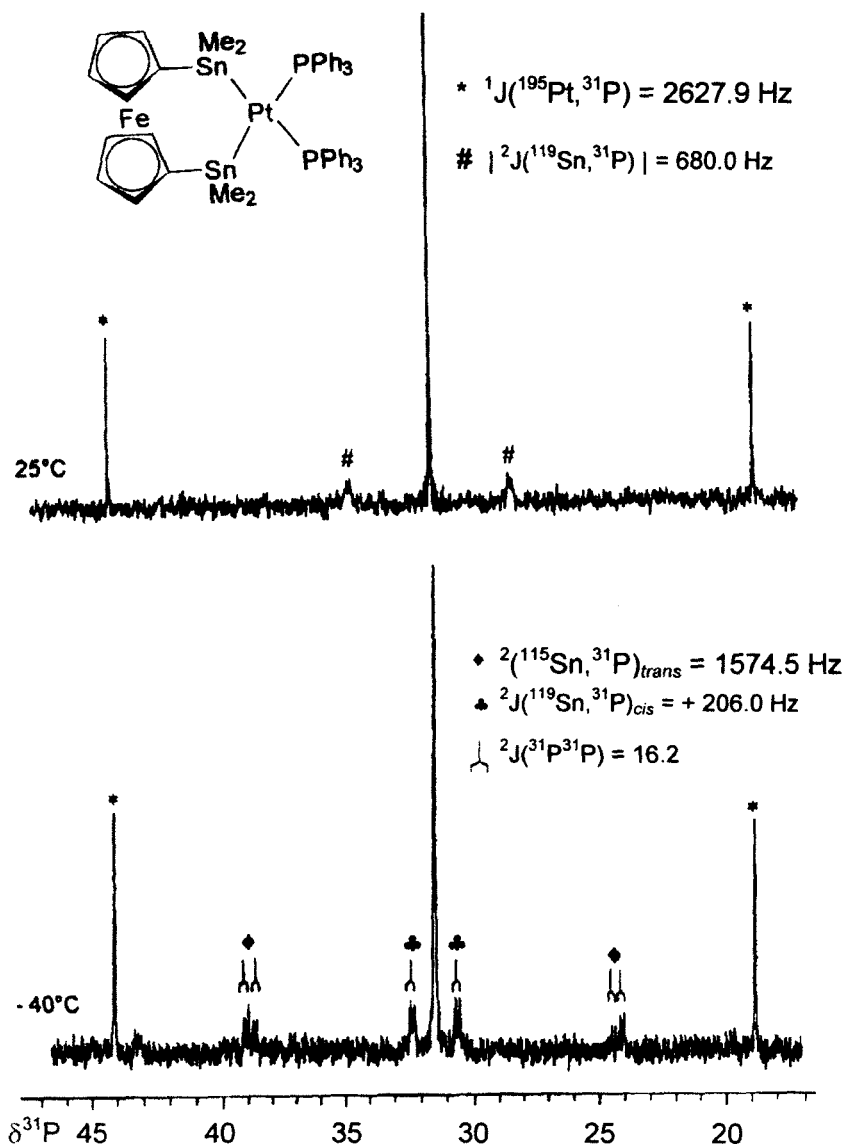 Me2
Sn
PPh3
Fe
Pt
Sn
PPh3
Me2
* ¹J(¹⁹⁵Pt,³¹P) = 2627.9 Hz
# | ²J(¹¹⁹Sn,³¹P) | = 680.0 Hz
*
*
#
#
25°C
♦ ²(¹¹⁵Sn,³¹P)trans = 1574.5 Hz
♣ ²J(¹¹⁹Sn,³¹P)cis = + 206.0 Hz
²J(³¹P³¹P) = 16.2
*
*
♦
♣
♣
♦
- 40°C
δ³¹P 45 40 35 30 25 20